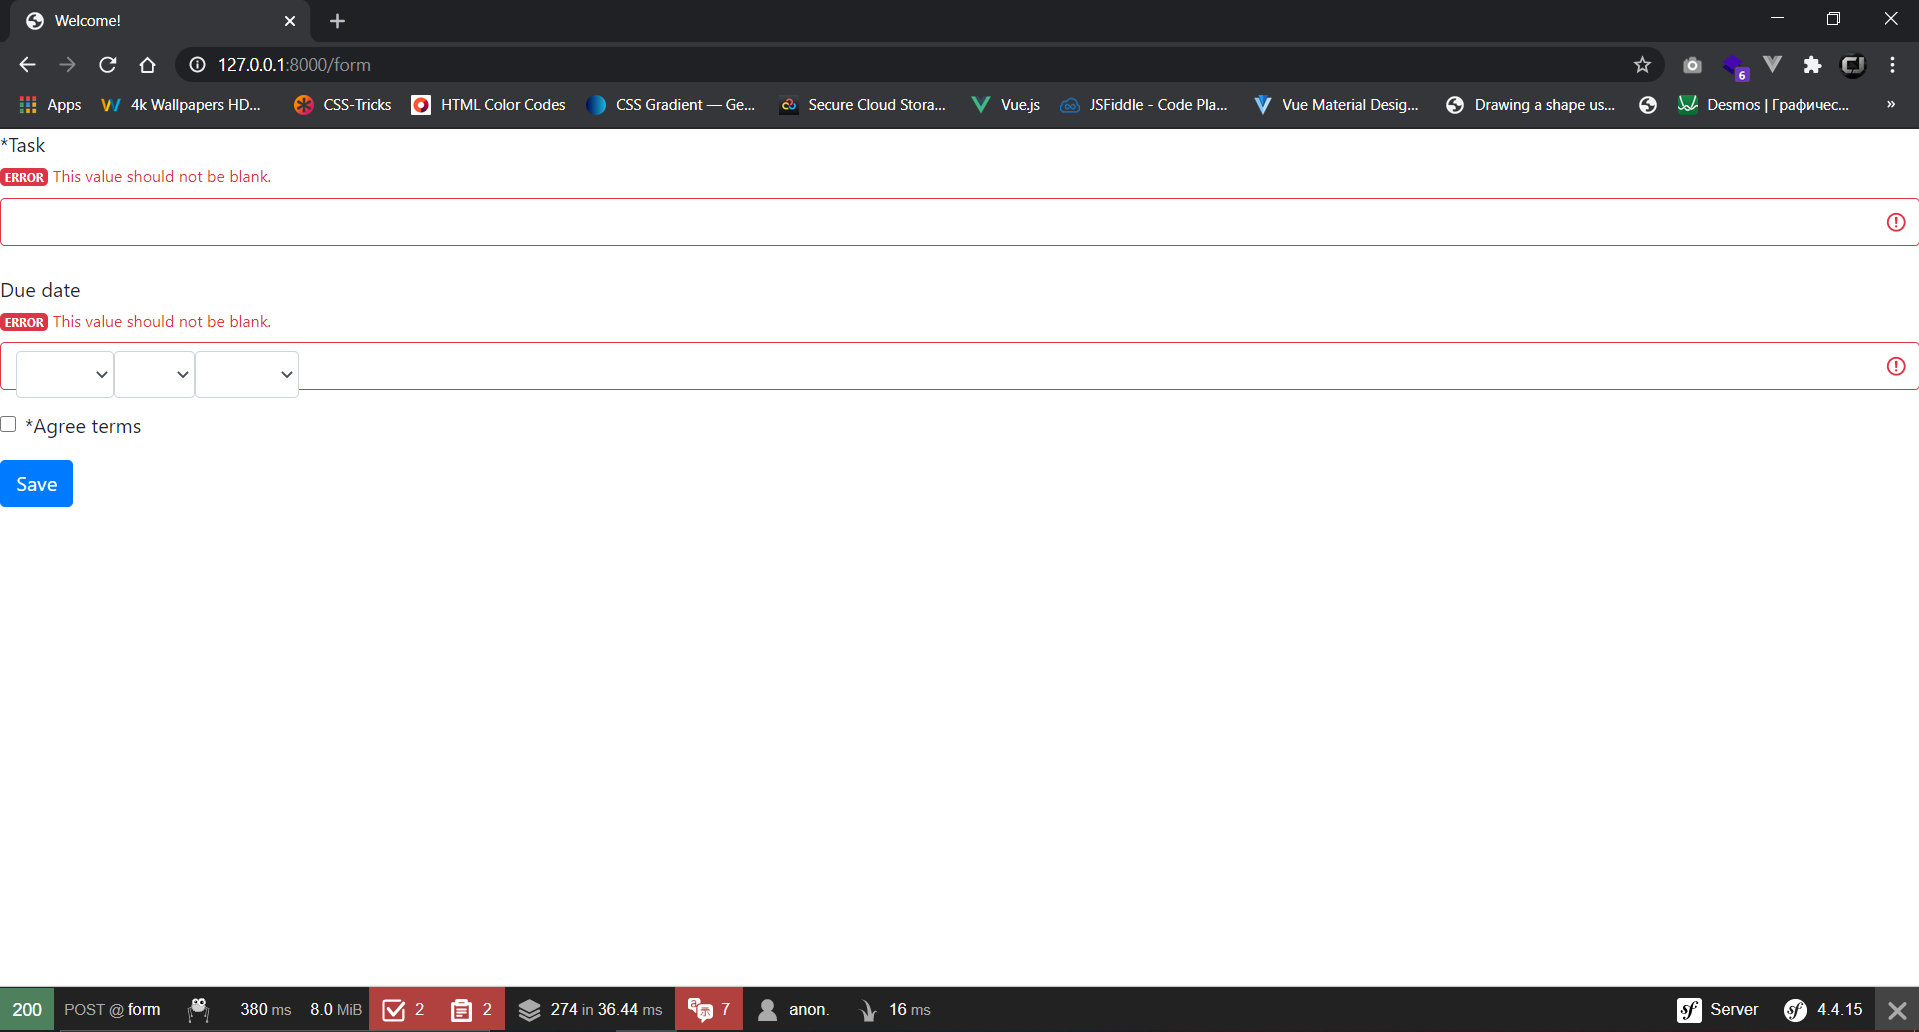 Welcome!
127.0.0.1:8000/form
6
Apps
4k Wallpapers HD...
CSS-Tricks
HTML Color Codes
CSS Gradient — Ge...
Secure Cloud Stora...
Vue.js
JSFiddle - Code Pla...
Vue Material Desig...
Drawing a shape us...
Desmos | Графичес...
»
*Task
ERROR This value should not be blank.
Due date
ERROR This value should not be blank.
*Agree terms
Save
200 POST @ form 380 ms 8.0 MiB 2 2 274 in 36.44 ms 7 anon. 16 ms sf Server sf 4.4.15